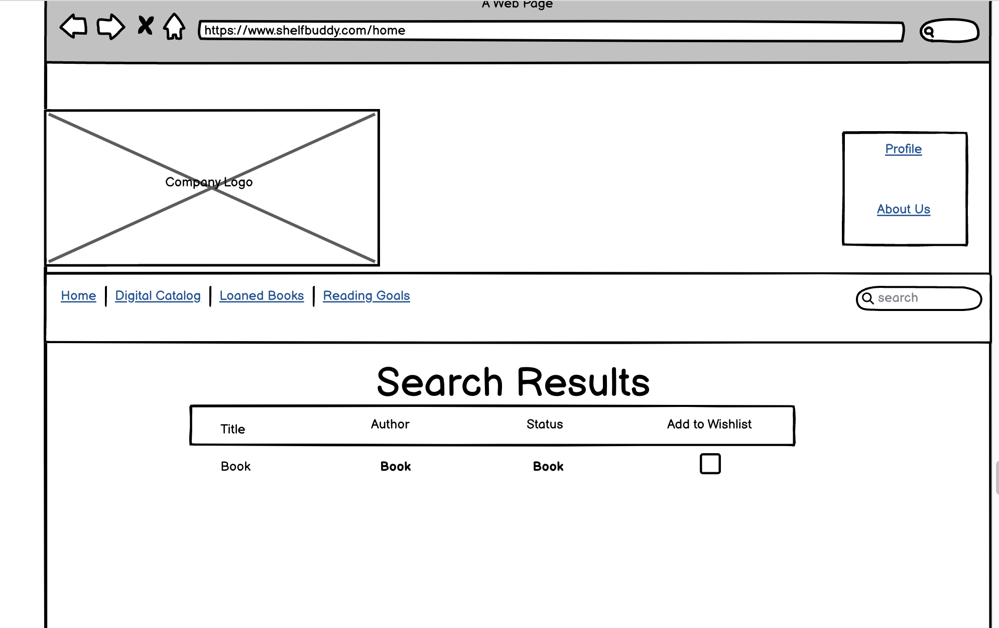 A Web Page
https://www.shelfbuddy.com/home
Company Logo
Profile
About Us
Home Digital Catalog Loaned Books Reading Goals
search
Search Results
Title Author Status Add to Wishlist
Book Book Book